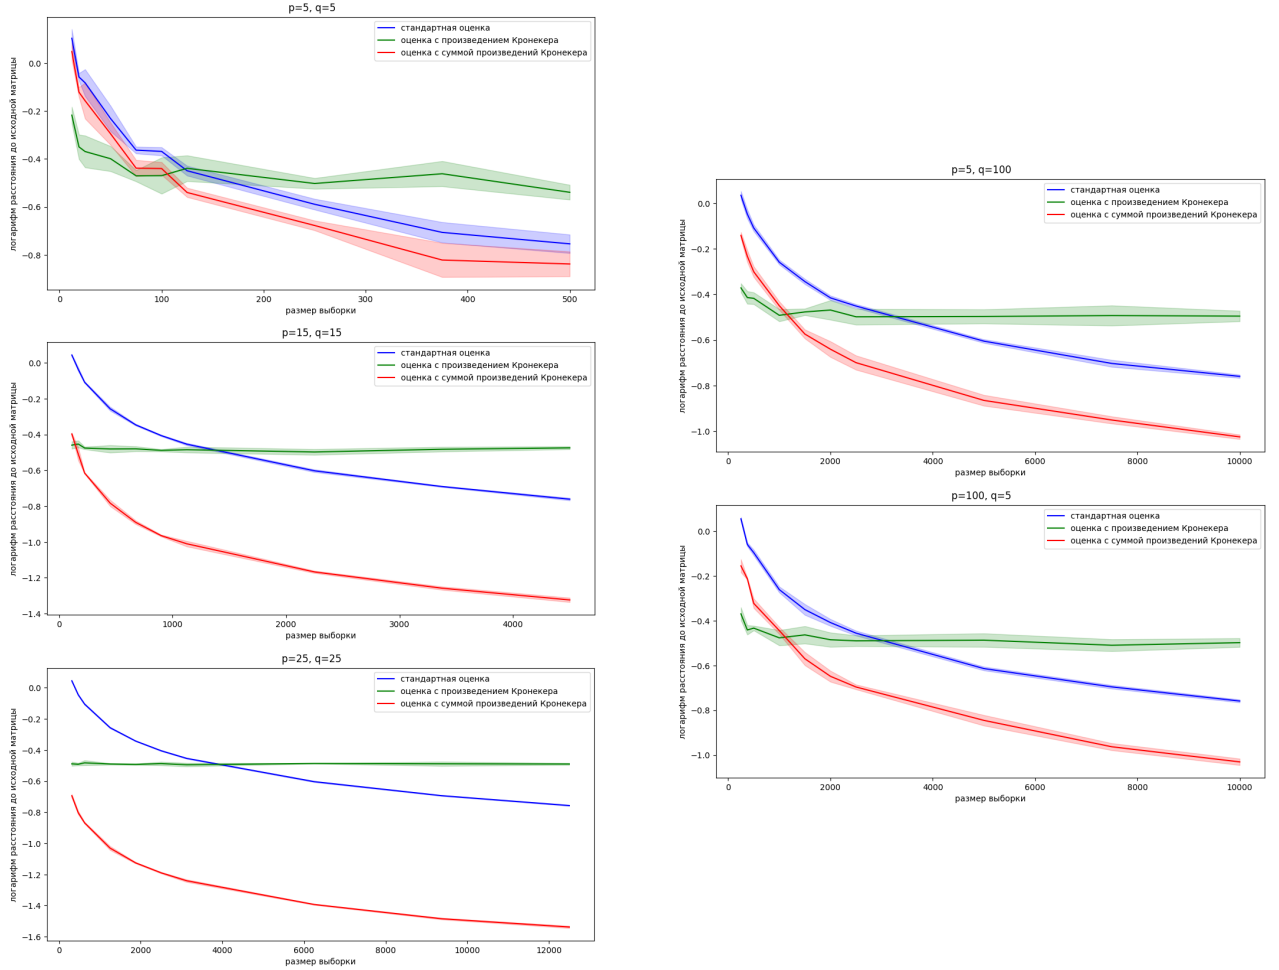 p=5, q=5
стандартная оценка
оценка с произведением Кронекера
оценка с суммой произведений Кронекера
логарифм расстояния до исходной матрицы
0.0
−0.2
−0.4
−0.6
−0.8
0 100 200 300 400 500
размер выборки
p=15, q=15
стандартная оценка
оценка с произведением Кронекера
оценка с суммой произведений Кронекера
логарифм расстояния до исходной матрицы
0.0
−0.2
−0.4
−0.6
−0.8
−1.0
−1.2
−1.4
0 1000 2000 3000 4000
размер выборки
p=25, q=25
стандартная оценка
оценка с произведением Кронекера
оценка с суммой произведений Кронекера
логарифм расстояния до исходной матрицы
0.0
−0.2
−0.4
−0.6
−0.8
−1.0
−1.2
−1.4
−1.6
0 2000 4000 6000 8000 10000 12000
размер выборки
p=5, q=100
стандартная оценка
оценка с произведением Кронекера
оценка с суммой произведений Кронекера
логарифм расстояния до исходной матрицы
0.0
−0.2
−0.4
−0.6
−0.8
−1.0
0 2000 4000 6000 8000 10000
размер выборки
p=100, q=5
стандартная оценка
оценка с произведением Кронекера
оценка с суммой произведений Кронекера
логарифм расстояния до исходной матрицы
0.0
−0.2
−0.4
−0.6
−0.8
−1.0
0 2000 4000 6000 8000 10000
размер выборки